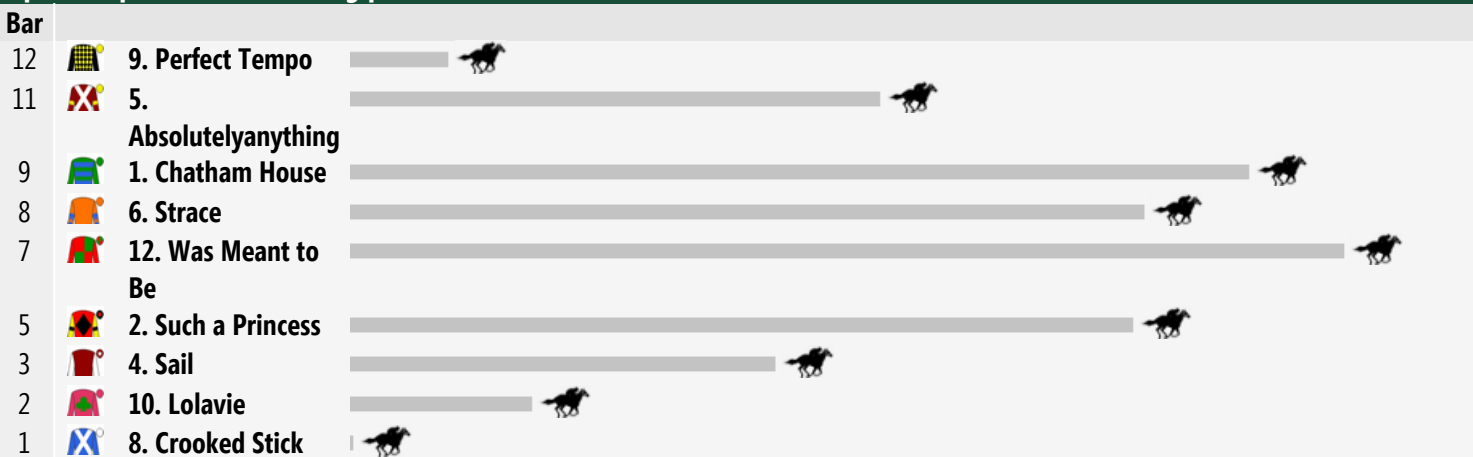 Bar
12 9. Perfect Tempo
11 5.
Absolutelyanything
9 1. Chatham House
8 6. Strace
7 12. Was Meant to
Be
5 2. Such a Princess
3 4. Sail
2 10. Lolavie
1 8. Crooked Stick